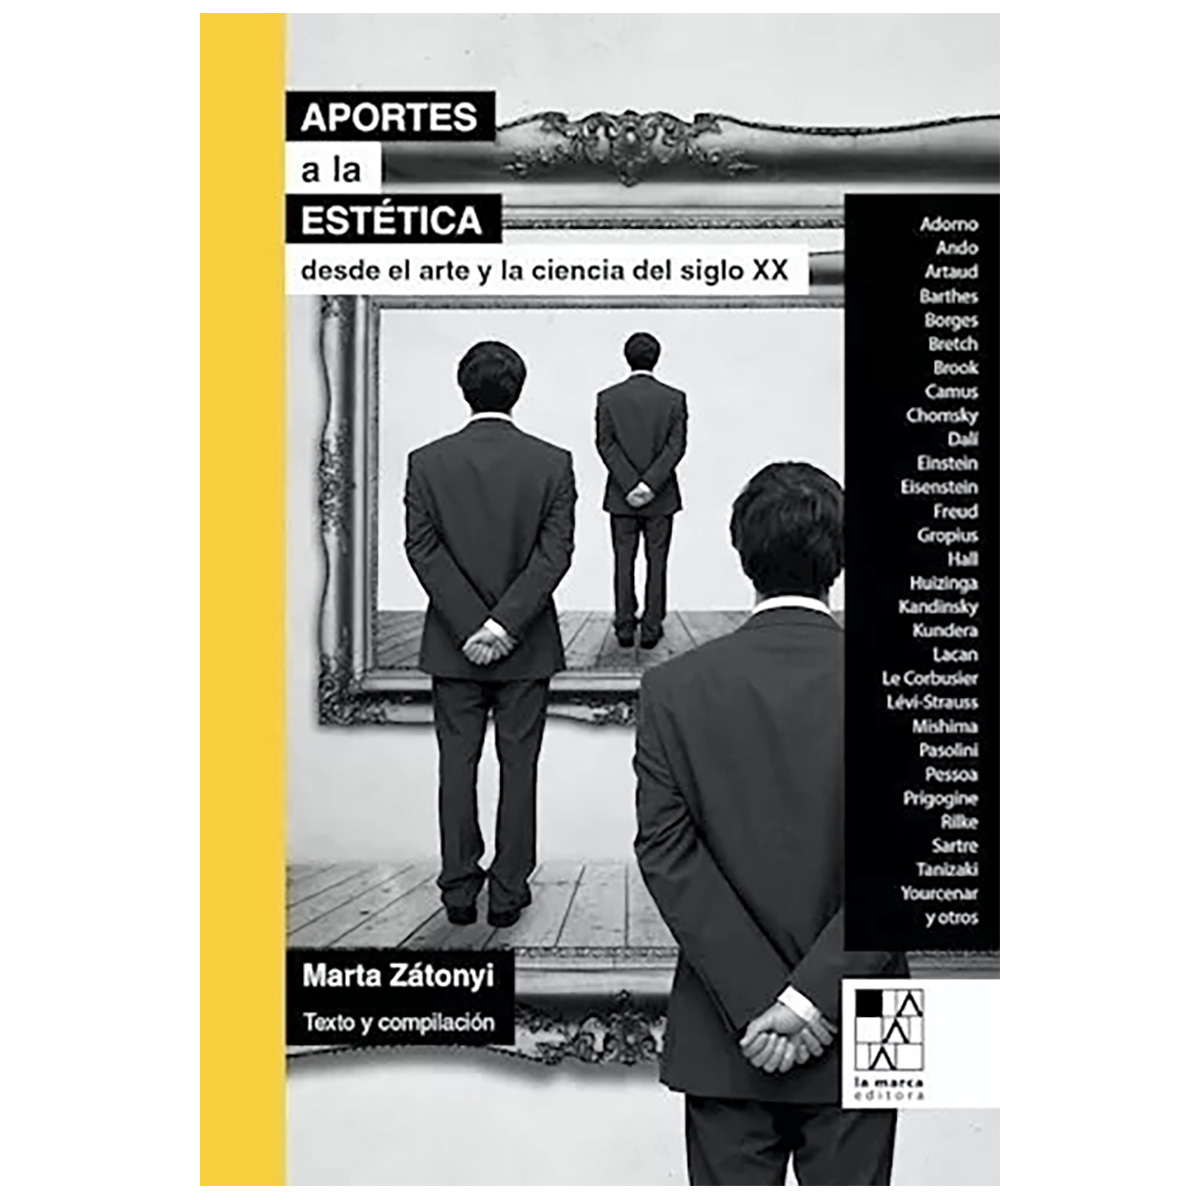 APORTES
a la
ESTÉTICA
desde el arte y la ciencia del siglo XX
Adorno
Ando
Artaud
Barthes
Borges
Bretch
Brook
Camus
Chomsky
Dalí
Einstein
Eisenstein
Freud
Gropius
Hall
Huizinga
Kandinsky
Kundera
Lacan
Le Corbusier
Lévi-Strauss
Mishima
Pasolini
Pessoa
Prigogine
Rilke
Sartre
Tanizaki
Yourcenar
y otros
Marta Zátonyi
Texto y compilación
la marca
editora